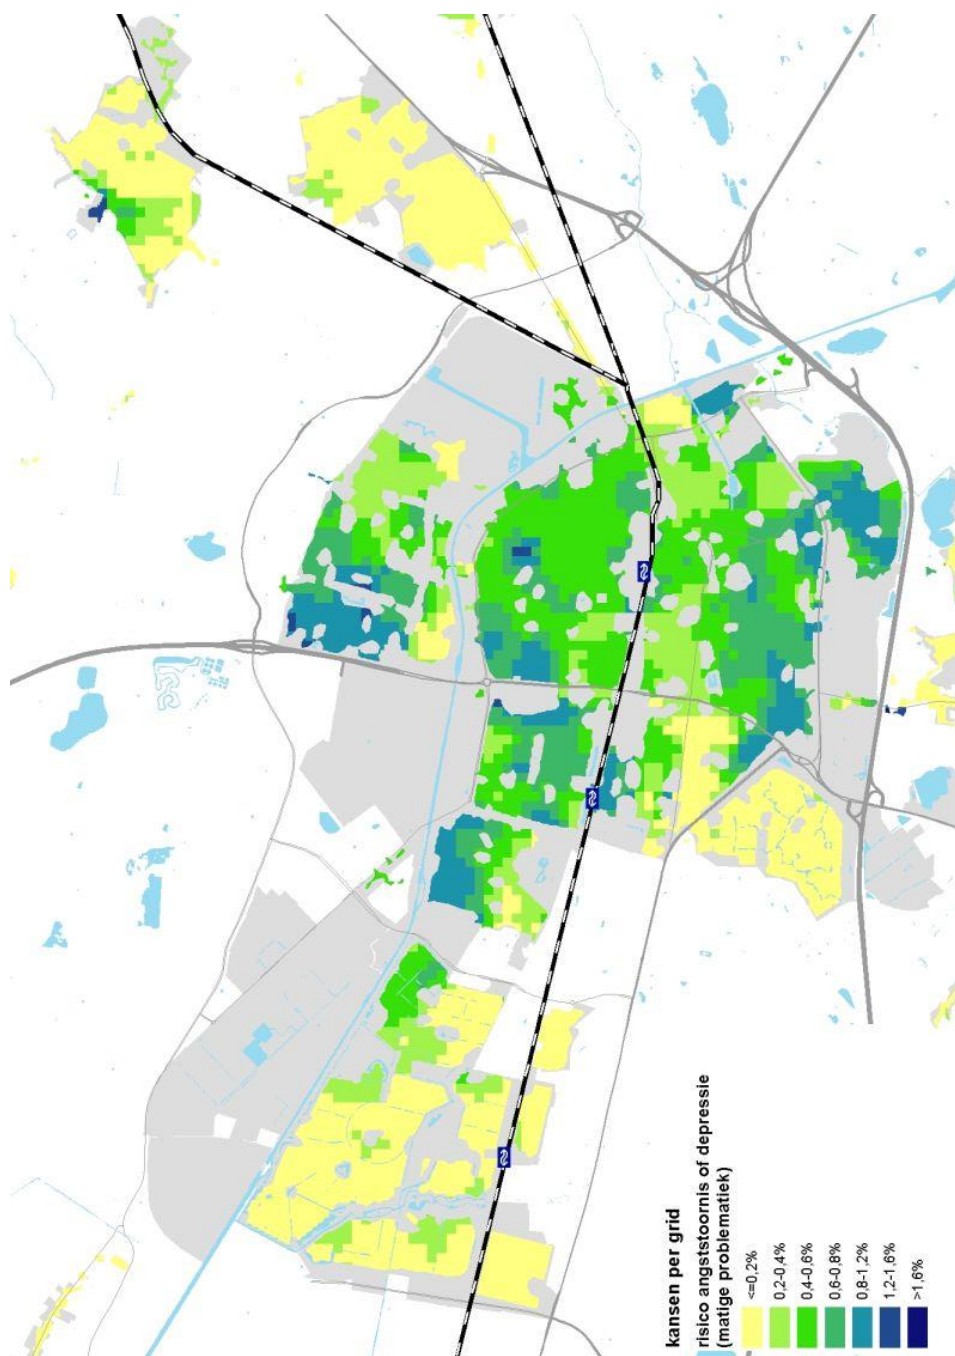 kansen per grid
risico angststoornis of depressie
(matige problematiek)
<=0,2%
0,2-0,4%
0,4-0,6%
0,6-0,8%
0,8-1,2%
1,2-1,6%
>1,6%